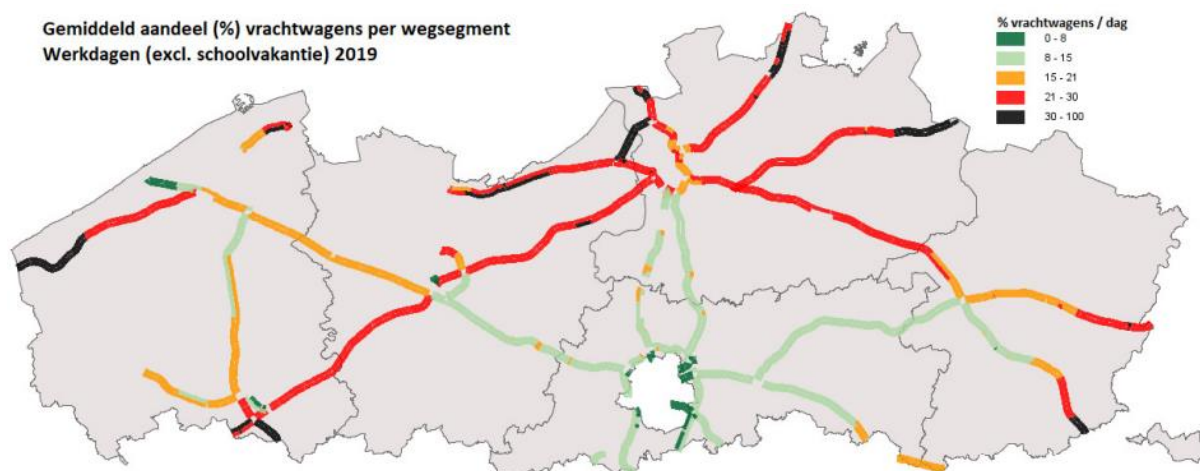 Gemiddeld aandeel (%) vrachtwagens per wegsegment
Werkdagen (excl. schoolvakantie) 2019
% vrachtwagens / dag
0 - 8
8 - 15
15 - 21
21 - 30
30 - 100